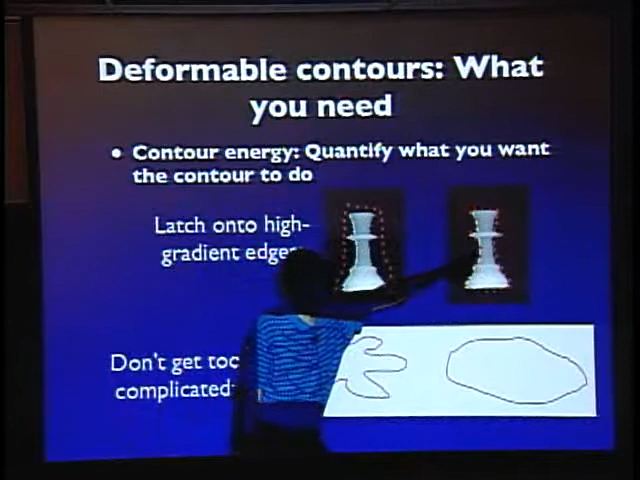 Deformable contours: What
you need
• Contour energy: Quantify what you want
the contour to do
Latch onto high-
gradient edge
Don't get too
complicated